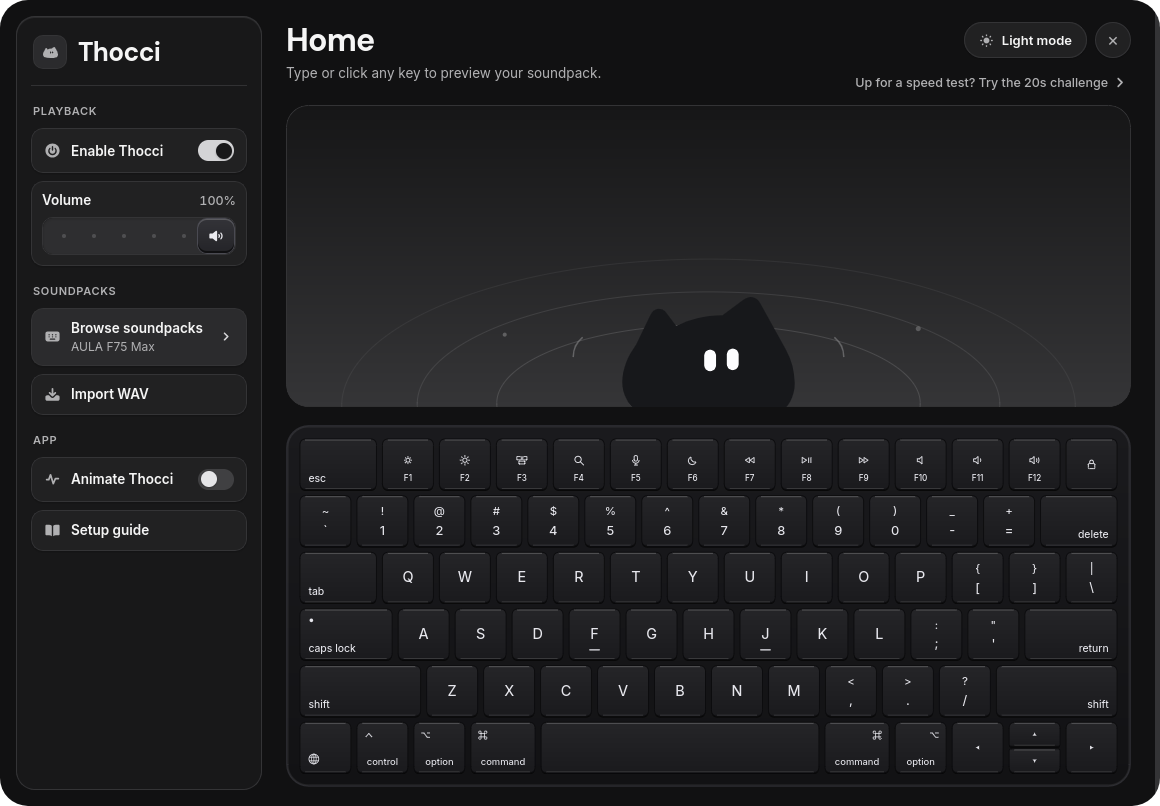 Thocci
PLAYBACK
Enable Thocci
Volume 100%
SOUNDPACKS
Browse soundpacks
AULA F75 Max
Import WAV
APP
Animate Thocci
Setup guide
Home
Type or click any key to preview your soundpack.
Light mode
Up for a speed test? Try the 20s challenge
esc F1 F2 F3 F4 F5 F6 F7 F8 F9 F10 F11 F12
~ ! @ # $ % ^ & * ( ) _ +
` 1 2 3 4 5 6 7 8 9 0 - = delete
tab Q W E R T Y U I O P { } |
[ ] \
caps lock A S D F G H J K L : "
; ' return
shift Z X C V B N M < > ?
, . / shift
control option command command option